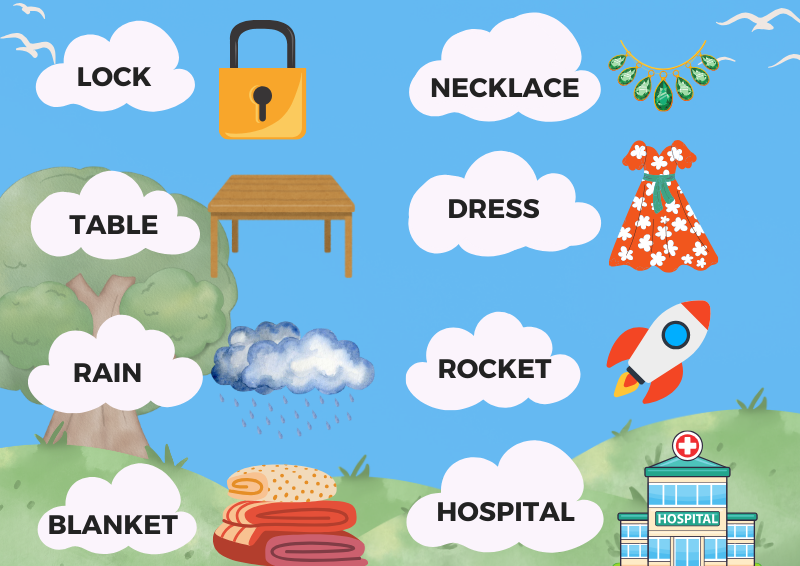 LOCK
NECKLACE
TABLE
DRESS
RAIN
ROCKET
BLANKET
HOSPITAL
HOSPITAL